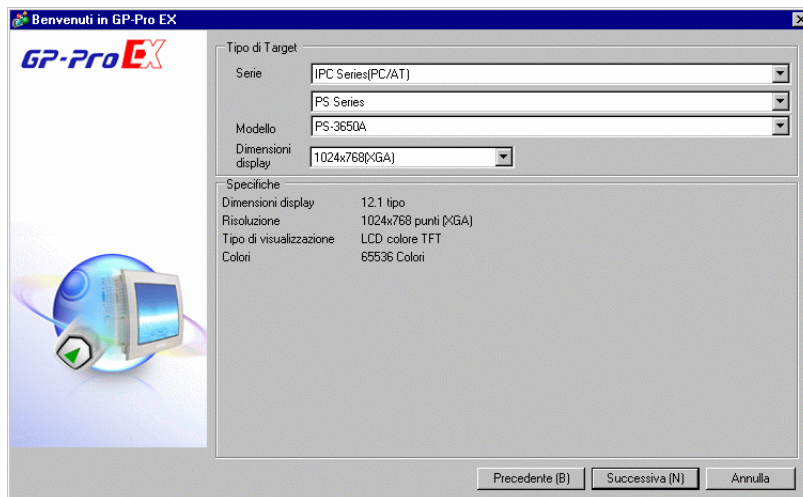 Benvenuti in GP-Pro EX
GP-Pro EX
Tipo di Target
Serie
IPC Series(PC/AT)
PS Series
Modello
PS-3650A
Dimensioni
display
1024x768(XGA)
Specifiche
Dimensioni display 12.1 tipo
Risoluzione 1024x768 punti (XGA)
Tipo di visualizzazione LCD colore TFT
Colori 65536 Colori
Precedente (B) Successiva (N) Annulla